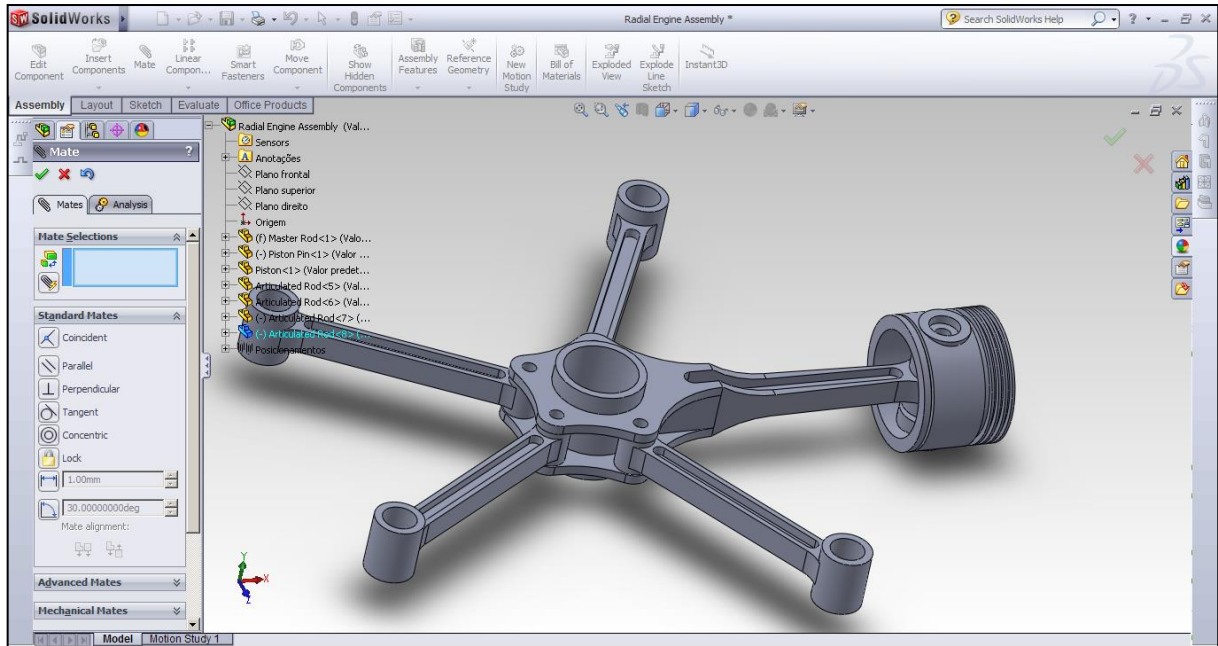 SolidWorks
Radial Engine Assembly *
Search SolidWorks Help
Edit Component
Insert Components
Mate
Linear Compon...
Smart Fasteners
Move Component
Show Hidden Components
Assembly Features
Reference Geometry
New Motion Study
Bill of Materials
Exploded View
Explode Line Sketch
Instant3D
Assembly Layout Sketch Evaluate Office Products
Mate ?
Mates Analysis
Mate Selections
Standard Mates
Coincident
Parallel
Perpendicular
Tangent
Concentric
Lock
1.00mm
30.00000000deg
Mate alignment:
Advanced Mates
Mechanical Mates
Radial Engine Assembly (Val...
Sensors
Anotações
Plano frontal
Plano superior
Plano direito
Origem
(f) Master Rod<1> (Valo...
(-) Piston Pin<1> (Valor ...
Piston<1> (Valor predet...
Articulated Rod<5> (Val...
Articulated Rod<6> (Val...
(-) Articulated Rod<7> (...
(-) Articulated Rod<8> (...
Posicionamentos
Y
X
Z
Model Motion Study 1